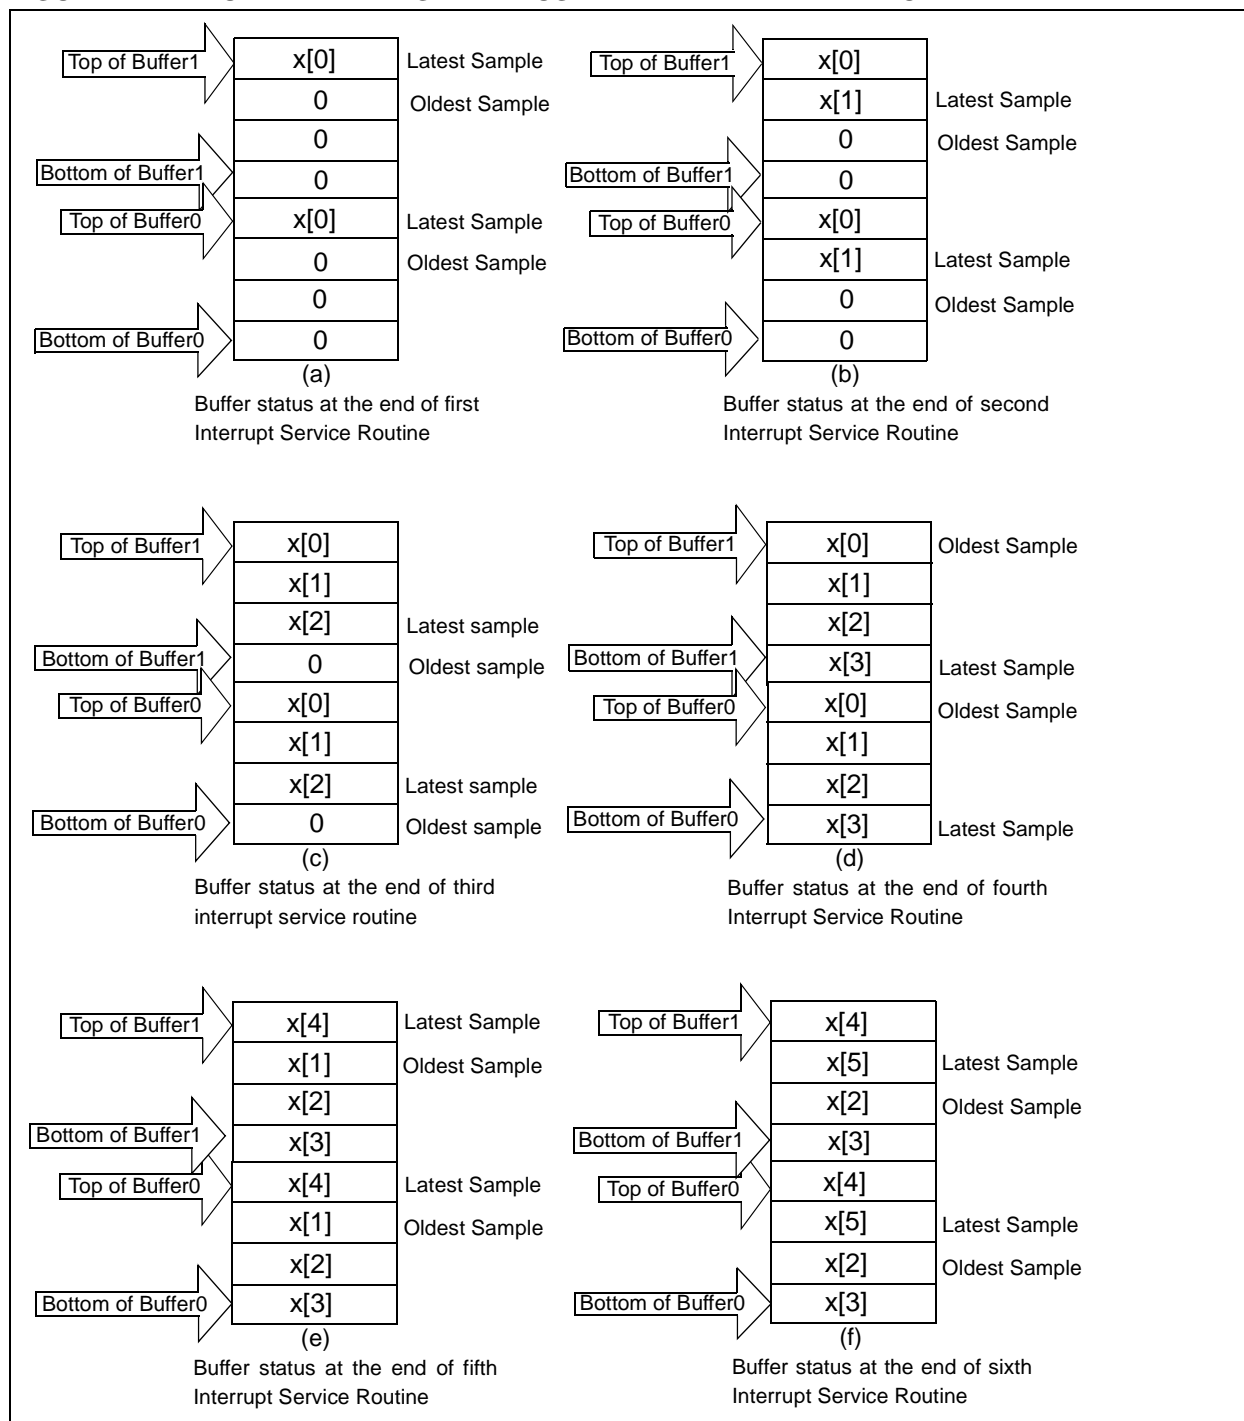 Top of Buffer1
x[0]
Latest Sample
0
Oldest Sample
0
Bottom of Buffer1
0
Top of Buffer0
x[0]
Latest Sample
0
Oldest Sample
0
Bottom of Buffer0
0
(a)
Buffer status at the end of first
Interrupt Service Routine
Top of Buffer1
x[0]
x[1]
Latest Sample
0
Oldest Sample
Bottom of Buffer1
0
Top of Buffer0
x[0]
x[1]
Latest Sample
0
Oldest Sample
Bottom of Buffer0
0
(b)
Buffer status at the end of second
Interrupt Service Routine
Top of Buffer1
x[0]
x[1]
x[2]
Latest sample
Bottom of Buffer1
0
Oldest sample
Top of Buffer0
x[0]
x[1]
x[2]
Latest sample
Bottom of Buffer0
0
Oldest sample
(c)
Buffer status at the end of third
interrupt service routine
Top of Buffer1
x[0]
Oldest Sample
x[1]
x[2]
Bottom of Buffer1
x[3]
Latest Sample
Top of Buffer0
x[0]
Oldest Sample
x[1]
x[2]
Bottom of Buffer0
x[3]
Latest Sample
(d)
Buffer status at the end of fourth
Interrupt Service Routine
Top of Buffer1
x[4]
Latest Sample
x[1]
Oldest Sample
x[2]
Bottom of Buffer1
x[3]
Top of Buffer0
x[4]
Latest Sample
x[1]
Oldest Sample
x[2]
Bottom of Buffer0
x[3]
(e)
Buffer status at the end of fifth
Interrupt Service Routine
Top of Buffer1
x[4]
x[5]
Latest Sample
x[2]
Oldest Sample
Bottom of Buffer1
x[3]
Top of Buffer0
x[4]
x[5]
Latest Sample
x[2]
Oldest Sample
Bottom of Buffer0
x[3]
(f)
Buffer status at the end of sixth
Interrupt Service Routine